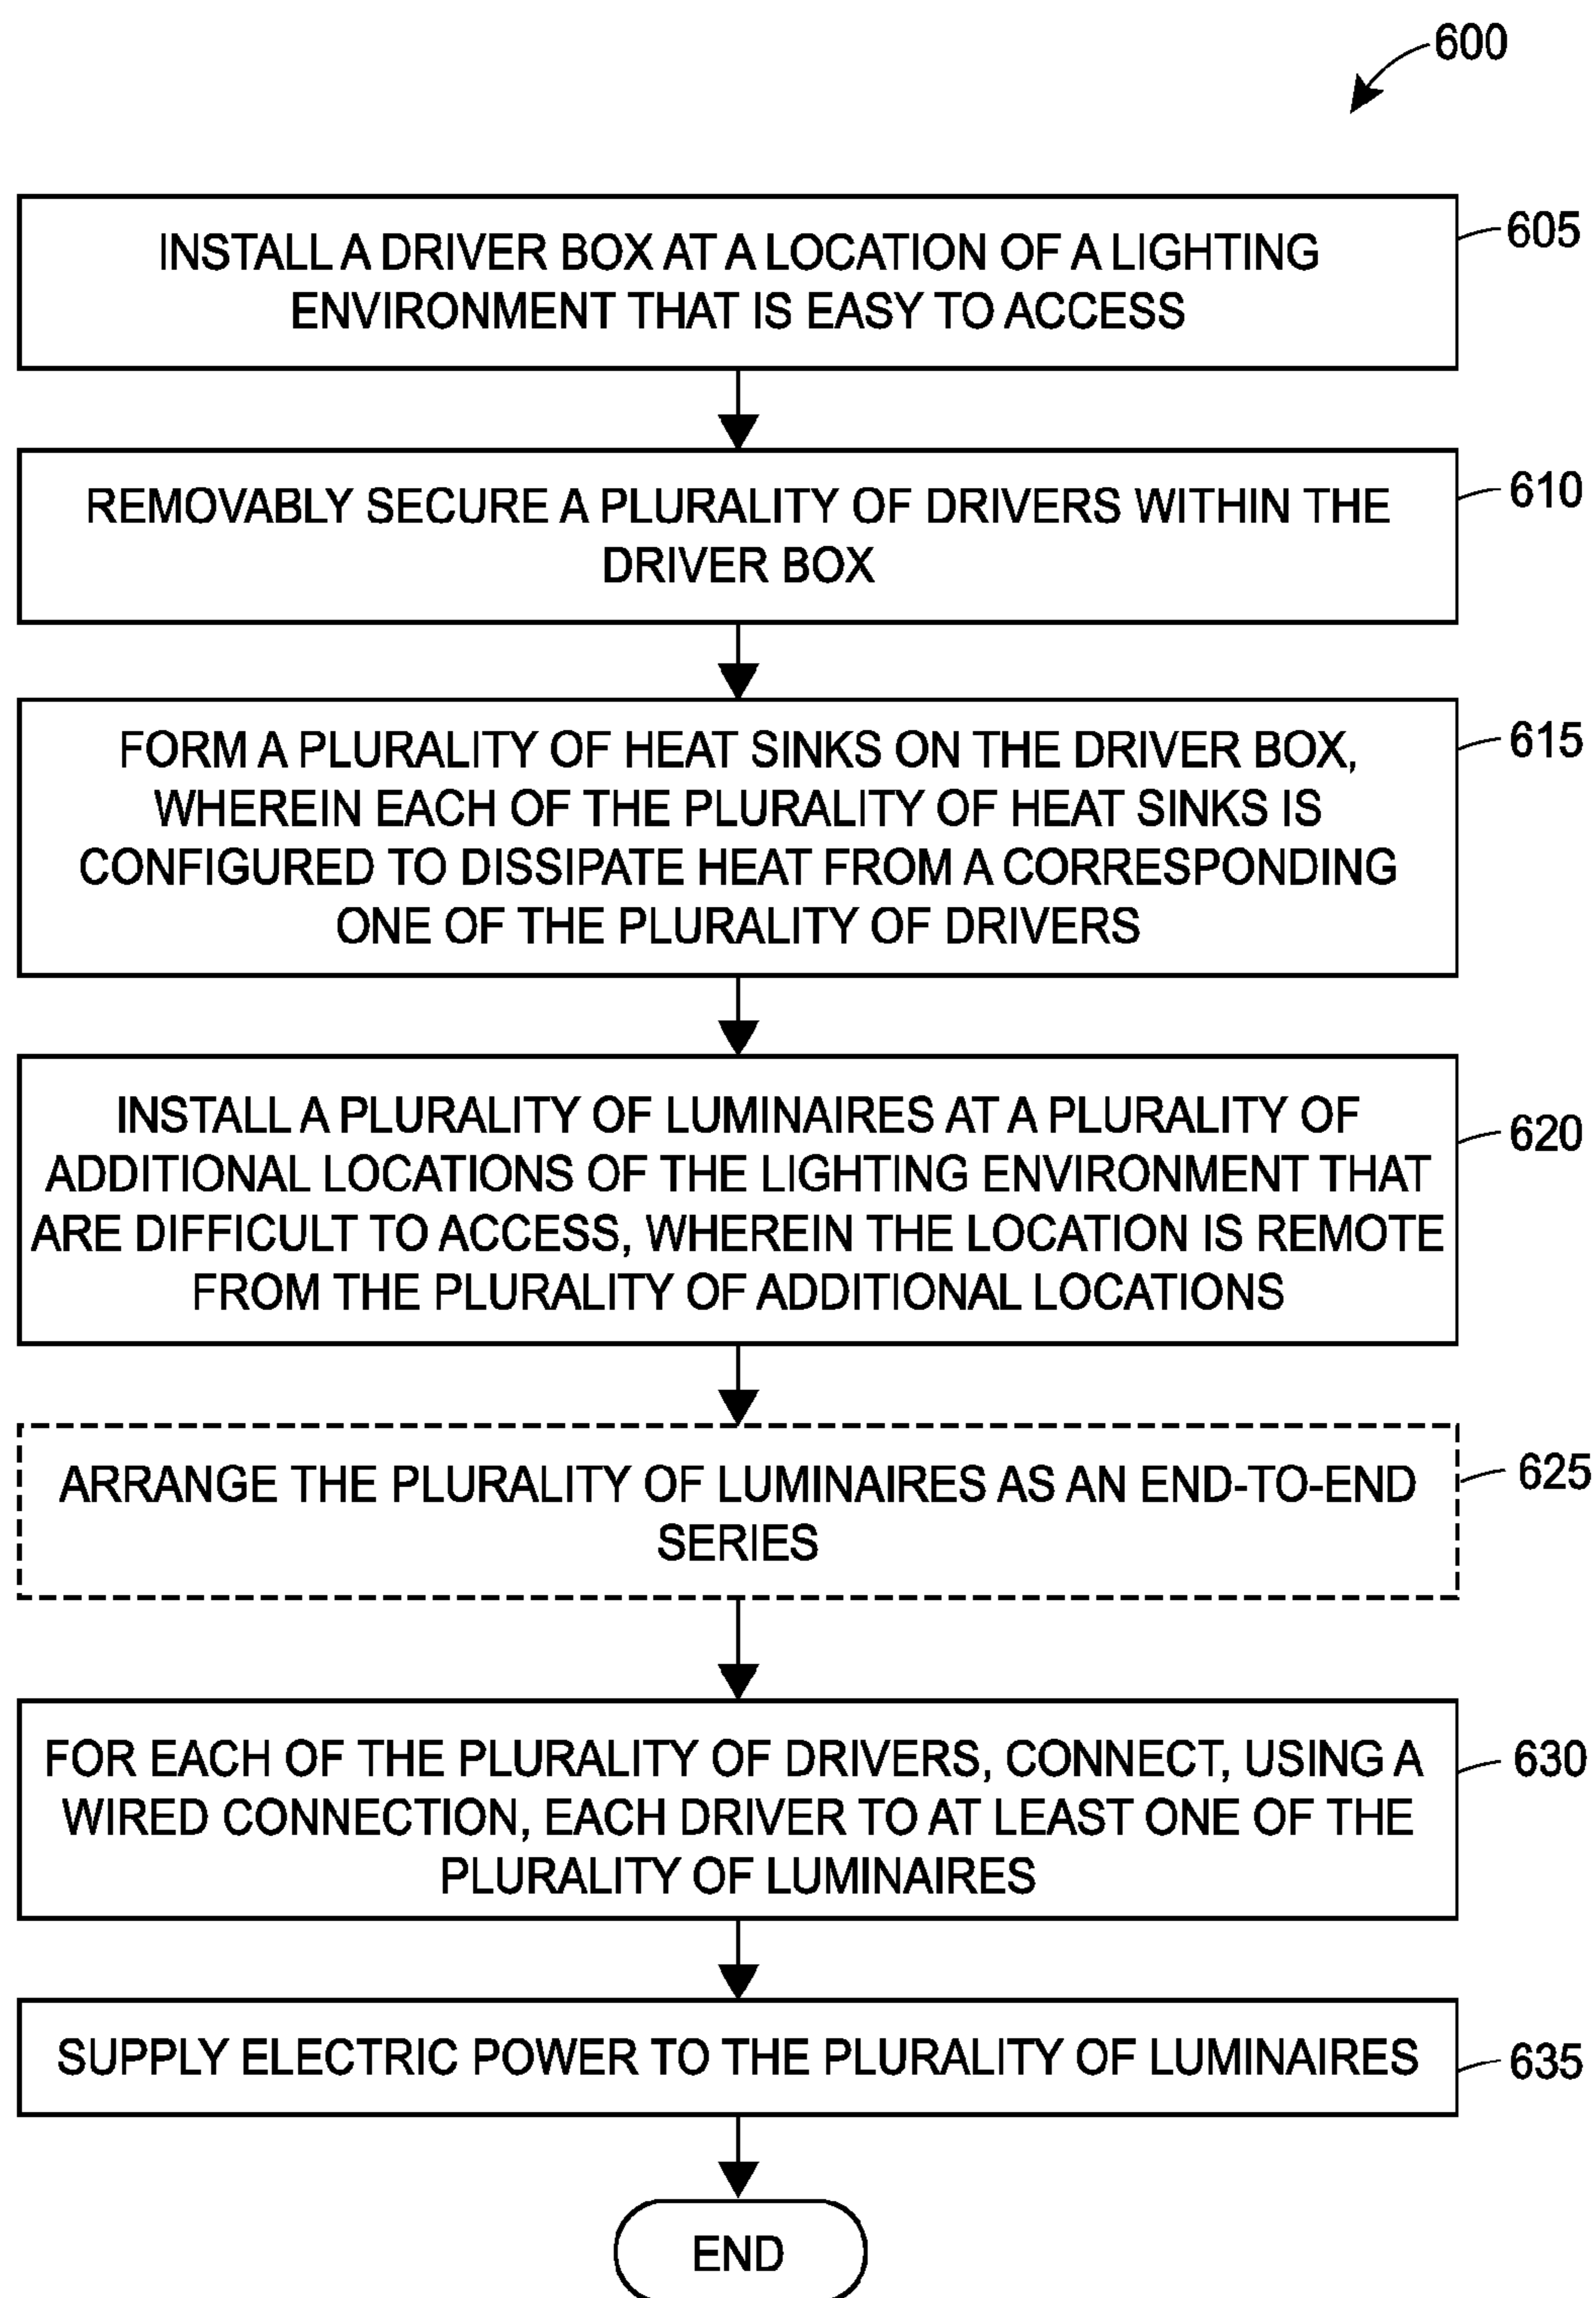 600
INSTALL A DRIVER BOX AT A LOCATION OF A LIGHTING
ENVIRONMENT THAT IS EASY TO ACCESS
605
REMOVABLY SECURE A PLURALITY OF DRIVERS WITHIN THE
DRIVER BOX
610
FORM A PLURALITY OF HEAT SINKS ON THE DRIVER BOX,
WHEREIN EACH OF THE PLURALITY OF HEAT SINKS IS
CONFIGURED TO DISSIPATE HEAT FROM A CORRESPONDING
ONE OF THE PLURALITY OF DRIVERS
615
INSTALL A PLURALITY OF LUMINAIRES AT A PLURALITY OF
ADDITIONAL LOCATIONS OF THE LIGHTING ENVIRONMENT THAT
ARE DIFFICULT TO ACCESS, WHEREIN THE LOCATION IS REMOTE
FROM THE PLURALITY OF ADDITIONAL LOCATIONS
620
ARRANGE THE PLURALITY OF LUMINAIRES AS AN END-TO-END
SERIES
625
FOR EACH OF THE PLURALITY OF DRIVERS, CONNECT, USING A
WIRED CONNECTION, EACH DRIVER TO AT LEAST ONE OF THE
PLURALITY OF LUMINAIRES
630
SUPPLY ELECTRIC POWER TO THE PLURALITY OF LUMINAIRES
635
END